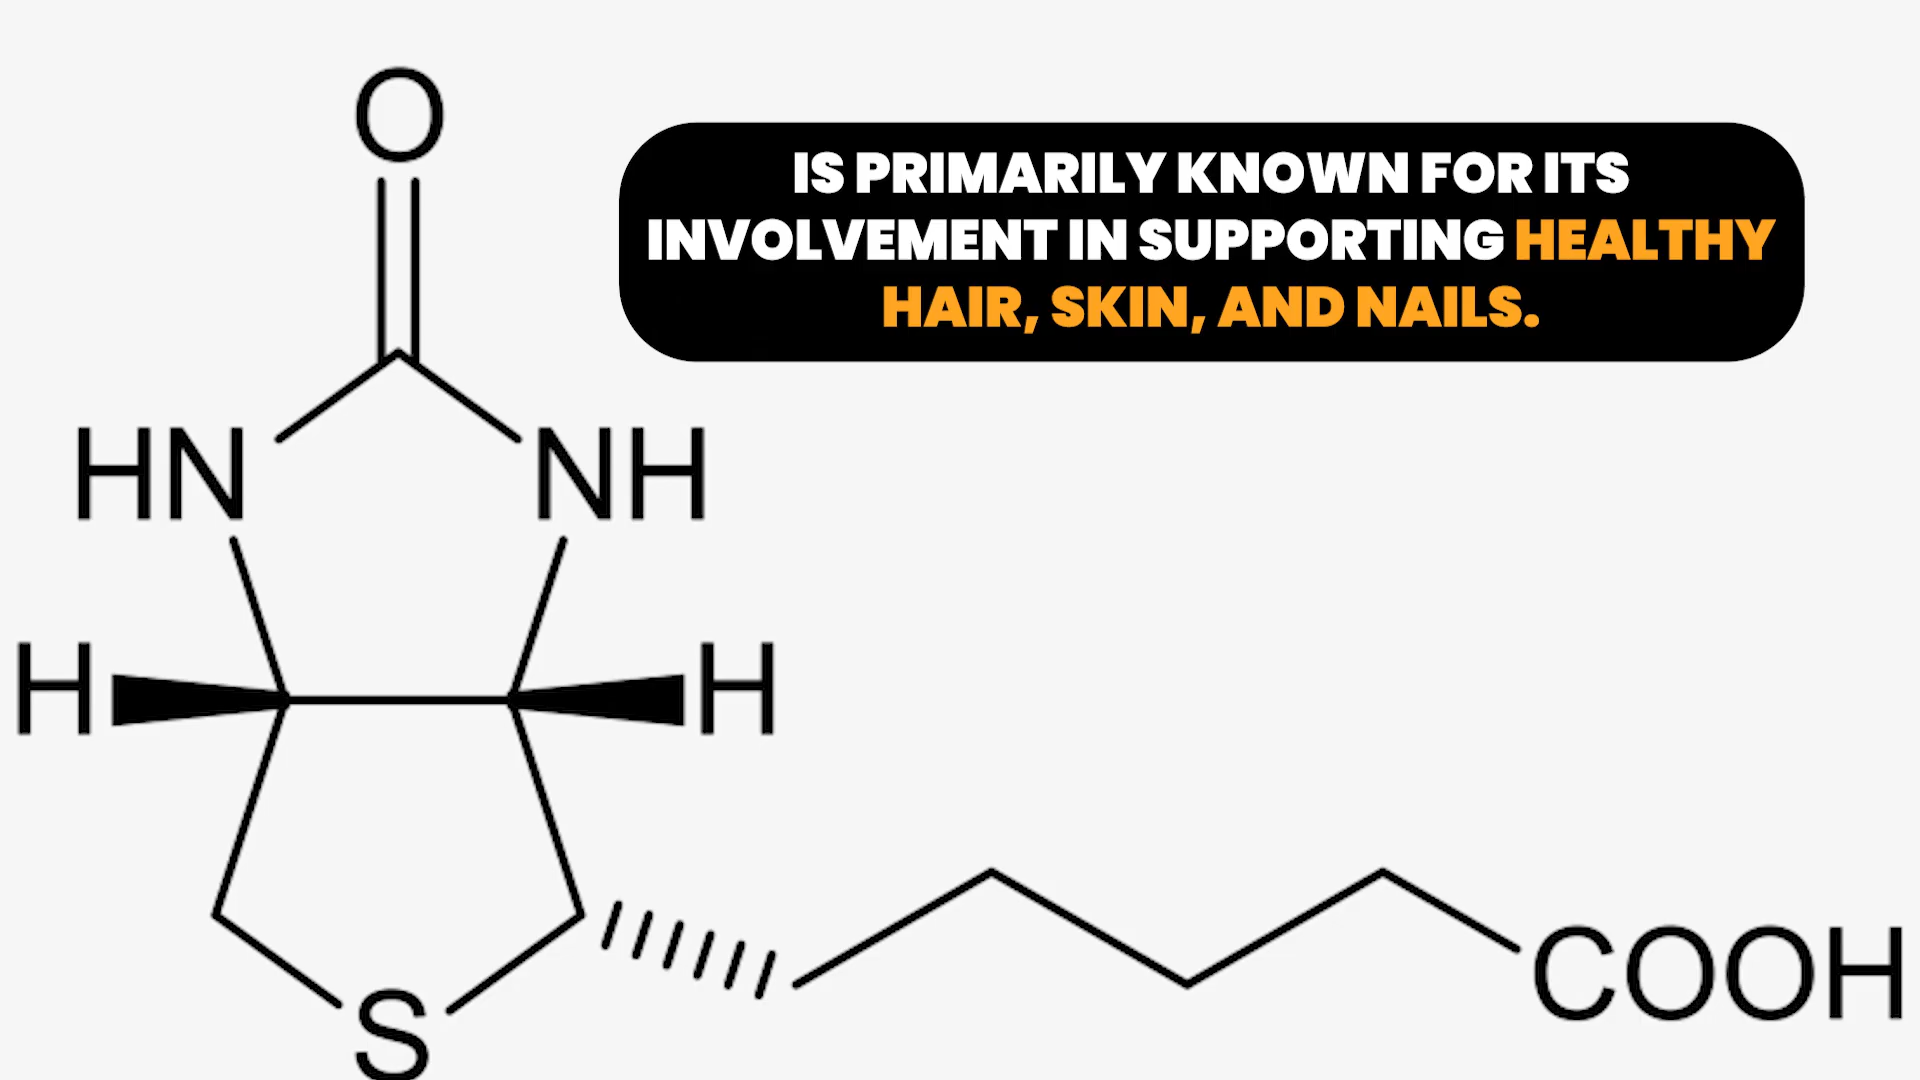 O
IS PRIMARILY KNOWN FOR ITS
INVOLVEMENT IN SUPPORTING HEALTHY
HAIR, SKIN, AND NAILS.
HN NH
H H
COOH
S